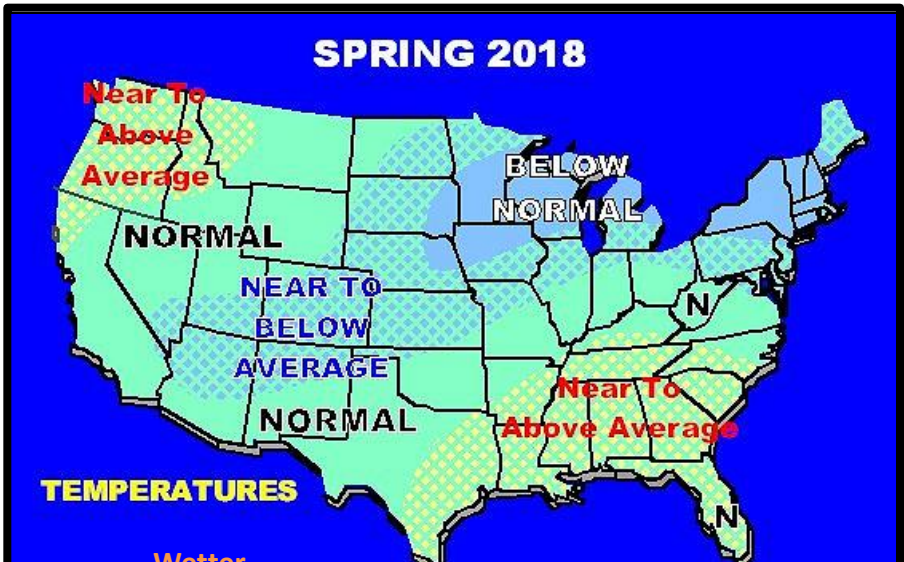 SPRING 2018
Near To
Above
Average
BELOW
NORMAL
NORMAL
NEAR TO
BELOW
AVERAGE
N
Near To
Above Average
NORMAL
TEMPERATURES
N
Wetter